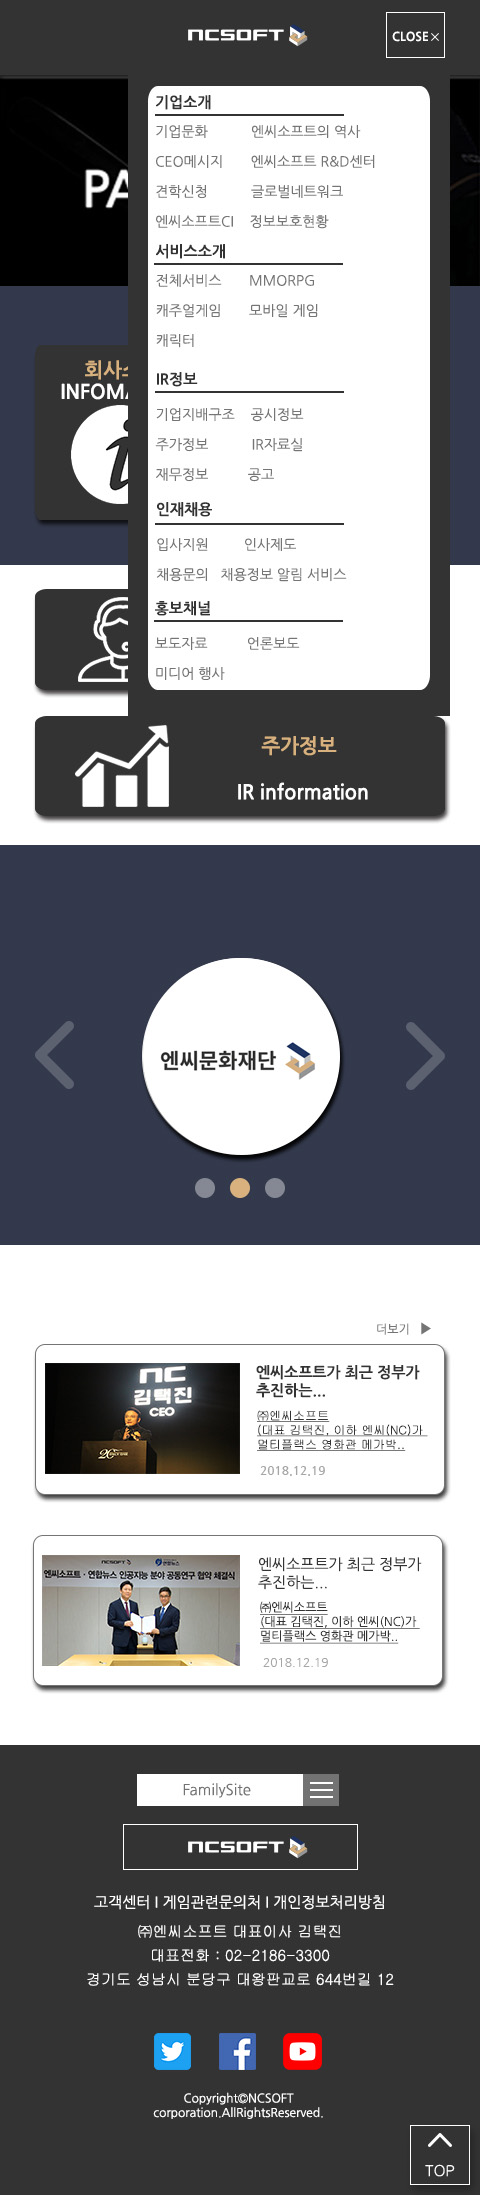 NCSOFT
CLOSE×
PA
기업소개
기업문화 엔씨소프트의 역사
CEO메시지 엔씨소프트 R&D센터
견학신청 글로벌네트워크
엔씨소프트CI 정보보호현황
서비스소개
전체서비스 MMORPG
캐주얼게임 모바일 게임
캐릭터
IR정보
기업지배구조 공시정보
주가정보 IR자료실
재무정보 공고
인재채용
입사지원 인사제도
채용문의 채용정보 알림 서비스
홍보채널
보도자료 언론보도
미디어 행사
회사소
INFOMA
주가정보
IR information
엔씨문화재단
더보기 ▶
nc
김택진
CEO
엔씨소프트가 최근 정부가
추진하는...
㈜엔씨소프트
(대표 김택진, 이하 엔씨(NC)가
멀티플랙스 영화관 메가박..
2018.12.19
NCSOFT 연합뉴스
엔씨소프트 · 연합뉴스 인공지능 분야 공동연구 협약 체결식
엔씨소프트가 최근 정부가
추진하는...
㈜엔씨소프트
(대표 김택진, 이하 엔씨(NC)가
멀티플랙스 영화관 메가박..
2018.12.19
FamilySite
NCSOFT
고객센터 I 게임관련문의처 I 개인정보처리방침
㈜엔씨소프트 대표이사 김택진
대표전화 : 02-2186-3300
경기도 성남시 분당구 대왕판교로 644번길 12
Copyright©NCSOFT
corporation.AllRightsReserved.
TOP